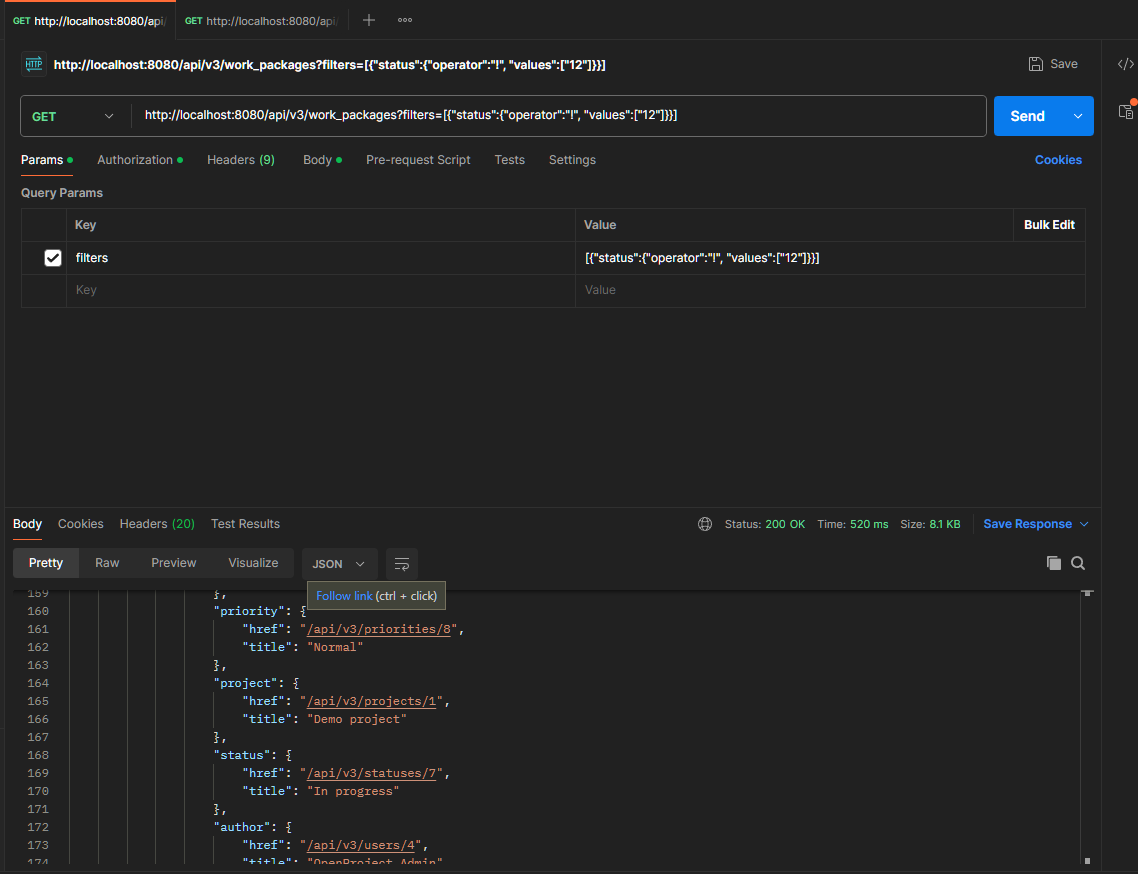 GET http://localhost:8080/api/ GET http://localhost:8080/api/
HTTP http://localhost:8080/api/v3/work_packages?filters=[{"status":{"operator":"!", "values":["12"]}}] Save
GET http://localhost:8080/api/v3/work_packages?filters=[{"status":{"operator":"!", "values":["12"]}}] Send
Params Authorization Headers (9) Body Pre-request Script Tests Settings Cookies
Query Params
Key Value Bulk Edit
filters [{"status":{"operator":"!", "values":["12"]}}]
Key Value
Body Cookies Headers (20) Test Results Status: 200 OK Time: 520 ms Size: 8.1 KB Save Response
Pretty Raw Preview Visualize JSON
Follow link (ctrl + click)
159 },
160 "priority": {
161 "href": "/api/v3/priorities/8",
162 "title": "Normal"
163 },
164 "project": {
165 "href": "/api/v3/projects/1",
166 "title": "Demo project"
167 },
168 "status": {
169 "href": "/api/v3/statuses/7",
170 "title": "In progress"
171 },
172 "author": {
173 "href": "/api/v3/users/4",
174 "title": "OpenProject Admin"